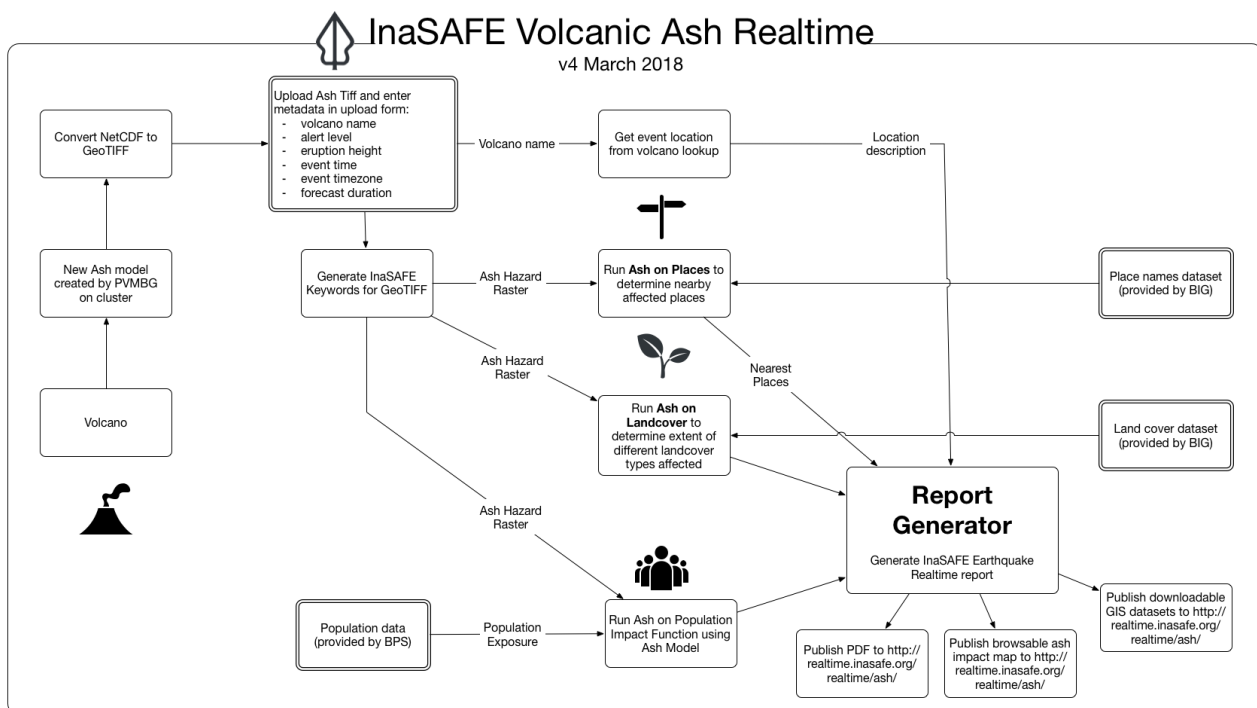 InaSAFE Volcanic Ash Realtime
v4 March 2018
Convert NetCDF to
GeoTIFF
Upload Ash Tiff and enter
metadata in upload form:
- volcano name
- alert level
- eruption height
- event time
- event timezone
- forecast duration
Volcano name
Get event location
from volcano lookup
Location
description
New Ash model
created by PVMBG
on cluster
Generate InaSAFE
Keywords for GeoTIFF
Ash Hazard
Raster
Run Ash on Places to
determine nearby
affected places
Place names dataset
(provided by BIG)
Ash Hazard
Raster
Nearest
Places
Volcano
Run Ash on
Landcover to
determine extent of
different landcover
types affected
Land cover dataset
(provided by BIG)
Ash Hazard
Raster
Report
Generator
Generate InaSAFE Earthquake
Realtime report
Population data
(provided by BPS)
Population
Exposure
Run Ash on Population
Impact Function using
Ash Model
Publish PDF to http://
realtime.inasafe.org/
realtime/ash/
Publish browsable ash
impact map to http://
realtime.inasafe.org/
realtime/ash/
Publish downloadable
GIS datasets to http://
realtime.inasafe.org/
realtime/ash/